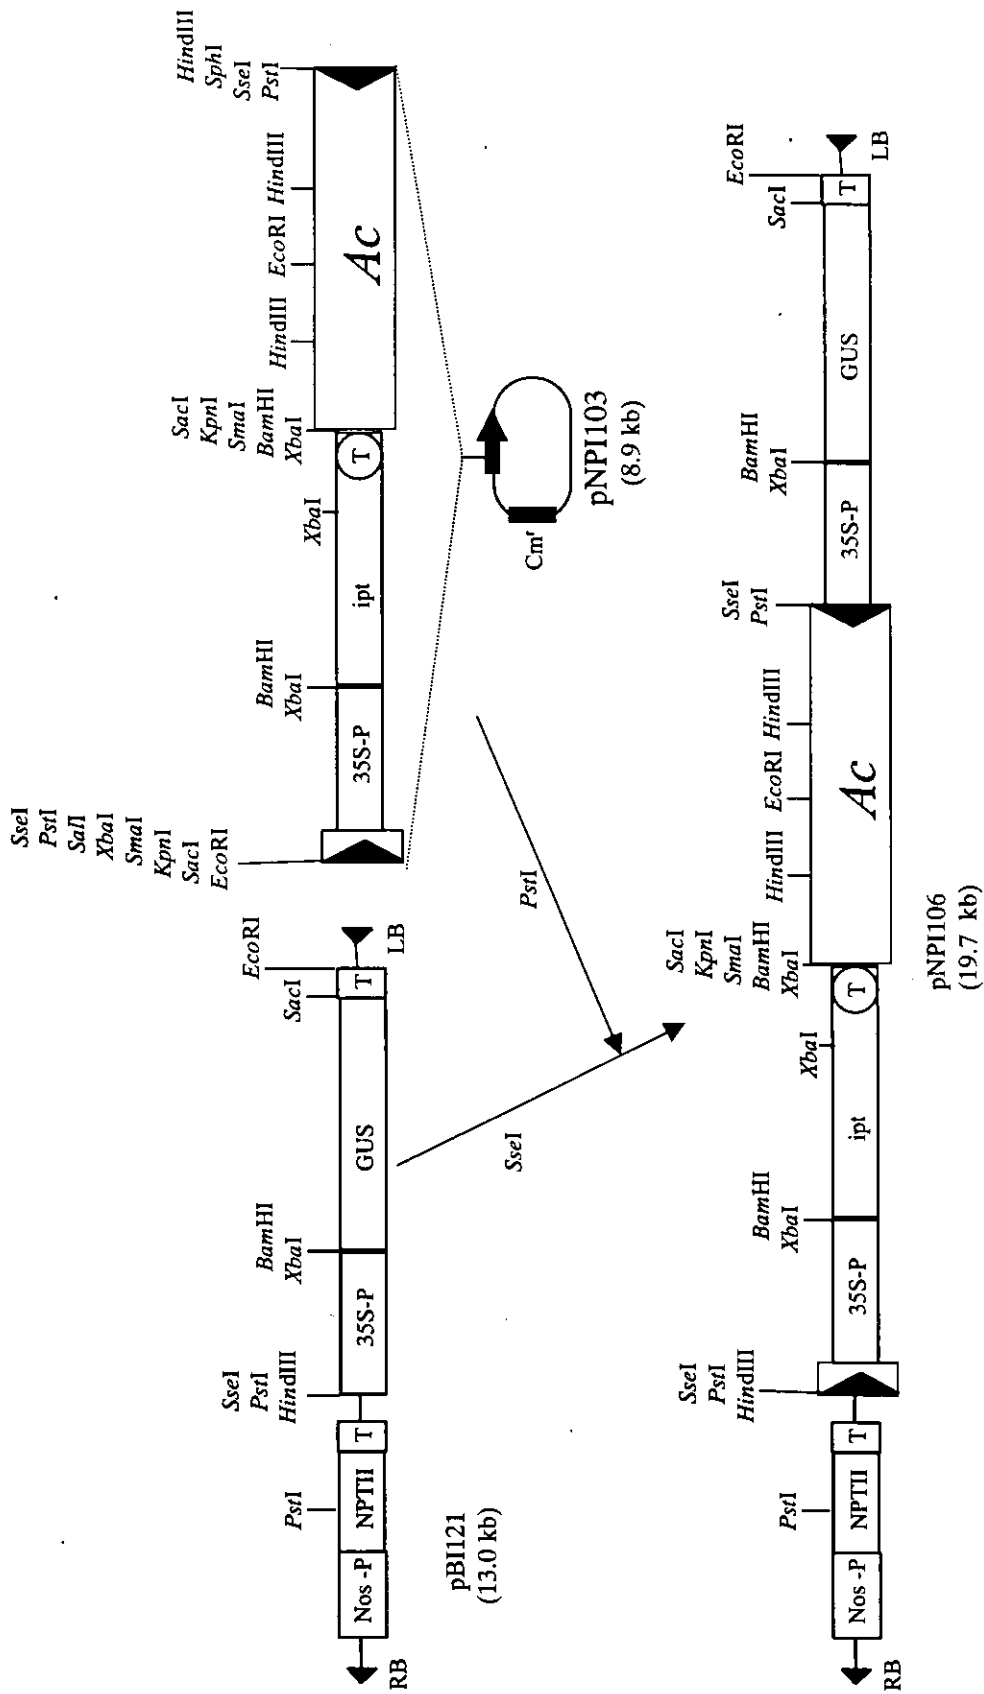 SseI
PstI
SalI
XbaI
SmaI
KpnI
SacI
EcoRI
BamHI
XbaI
XbaI
SacI
KpnI
SmaI
BamHI
XbaI
HindIII
EcoRI
HindIII
HindIII
SphI
SseI
PstI
35S-P
ipt
T
Ac
Cmr
pNPI103
(8.9 kb)
PstI
SseI
PstI
HindIII
BamHI
XbaI
SacI
EcoRI
Nos -P
NPTII
T
35S-P
GUS
T
RB
LB
pBI121
(13.0 kb)
SseI
PstI
PstI
SseI
PstI
HindIII
BamHI
XbaI
XbaI
SacI
KpnI
SmaI
BamHI
XbaI
HindIII
EcoRI
HindIII
SseI
PstI
BamHI
XbaI
SacI
EcoRI
Nos -P
NPTII
T
35S-P
ipt
T
Ac
35S-P
GUS
T
RB
LB
pNPI106
(19.7 kb)